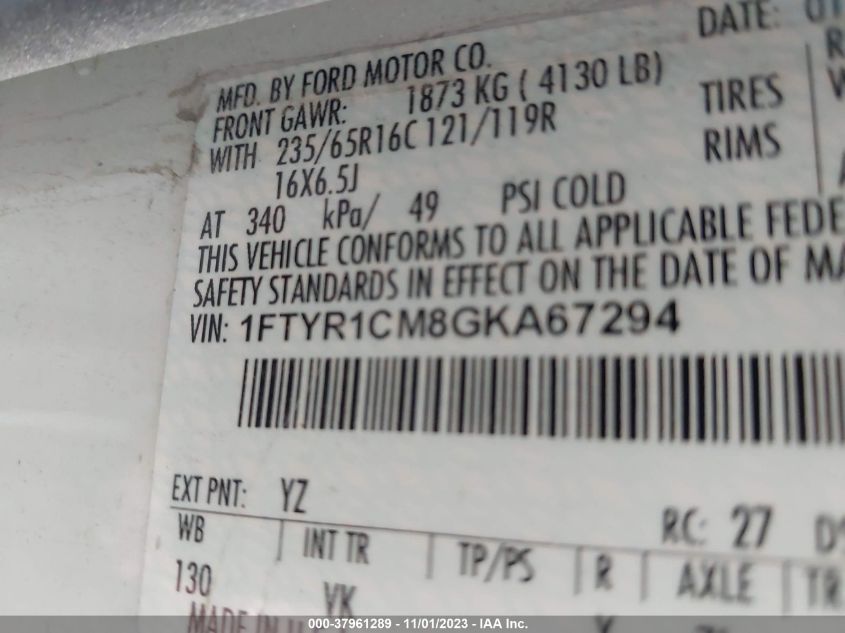 DATE:
MFD. BY FORD MOTOR CO.
FRONT GAWR: 1873 KG ( 4130 LB)
WITH 235/65R16C 121/119R TIRES
16X6.5J RIMS
AT 340 kPa/ 49 PSI COLD
THIS VEHICLE CONFORMS TO ALL APPLICABLE FEDE
SAFETY STANDARDS IN EFFECT ON THE DATE OF MA
VIN: 1FTYR1CM8GKA67294
EXT PNT: YZ RC: 27
WB INT TR TP/PS R AXLE TR
130 VK
MADE IN
000-37961289 - 11/01/2023 - IAA Inc.